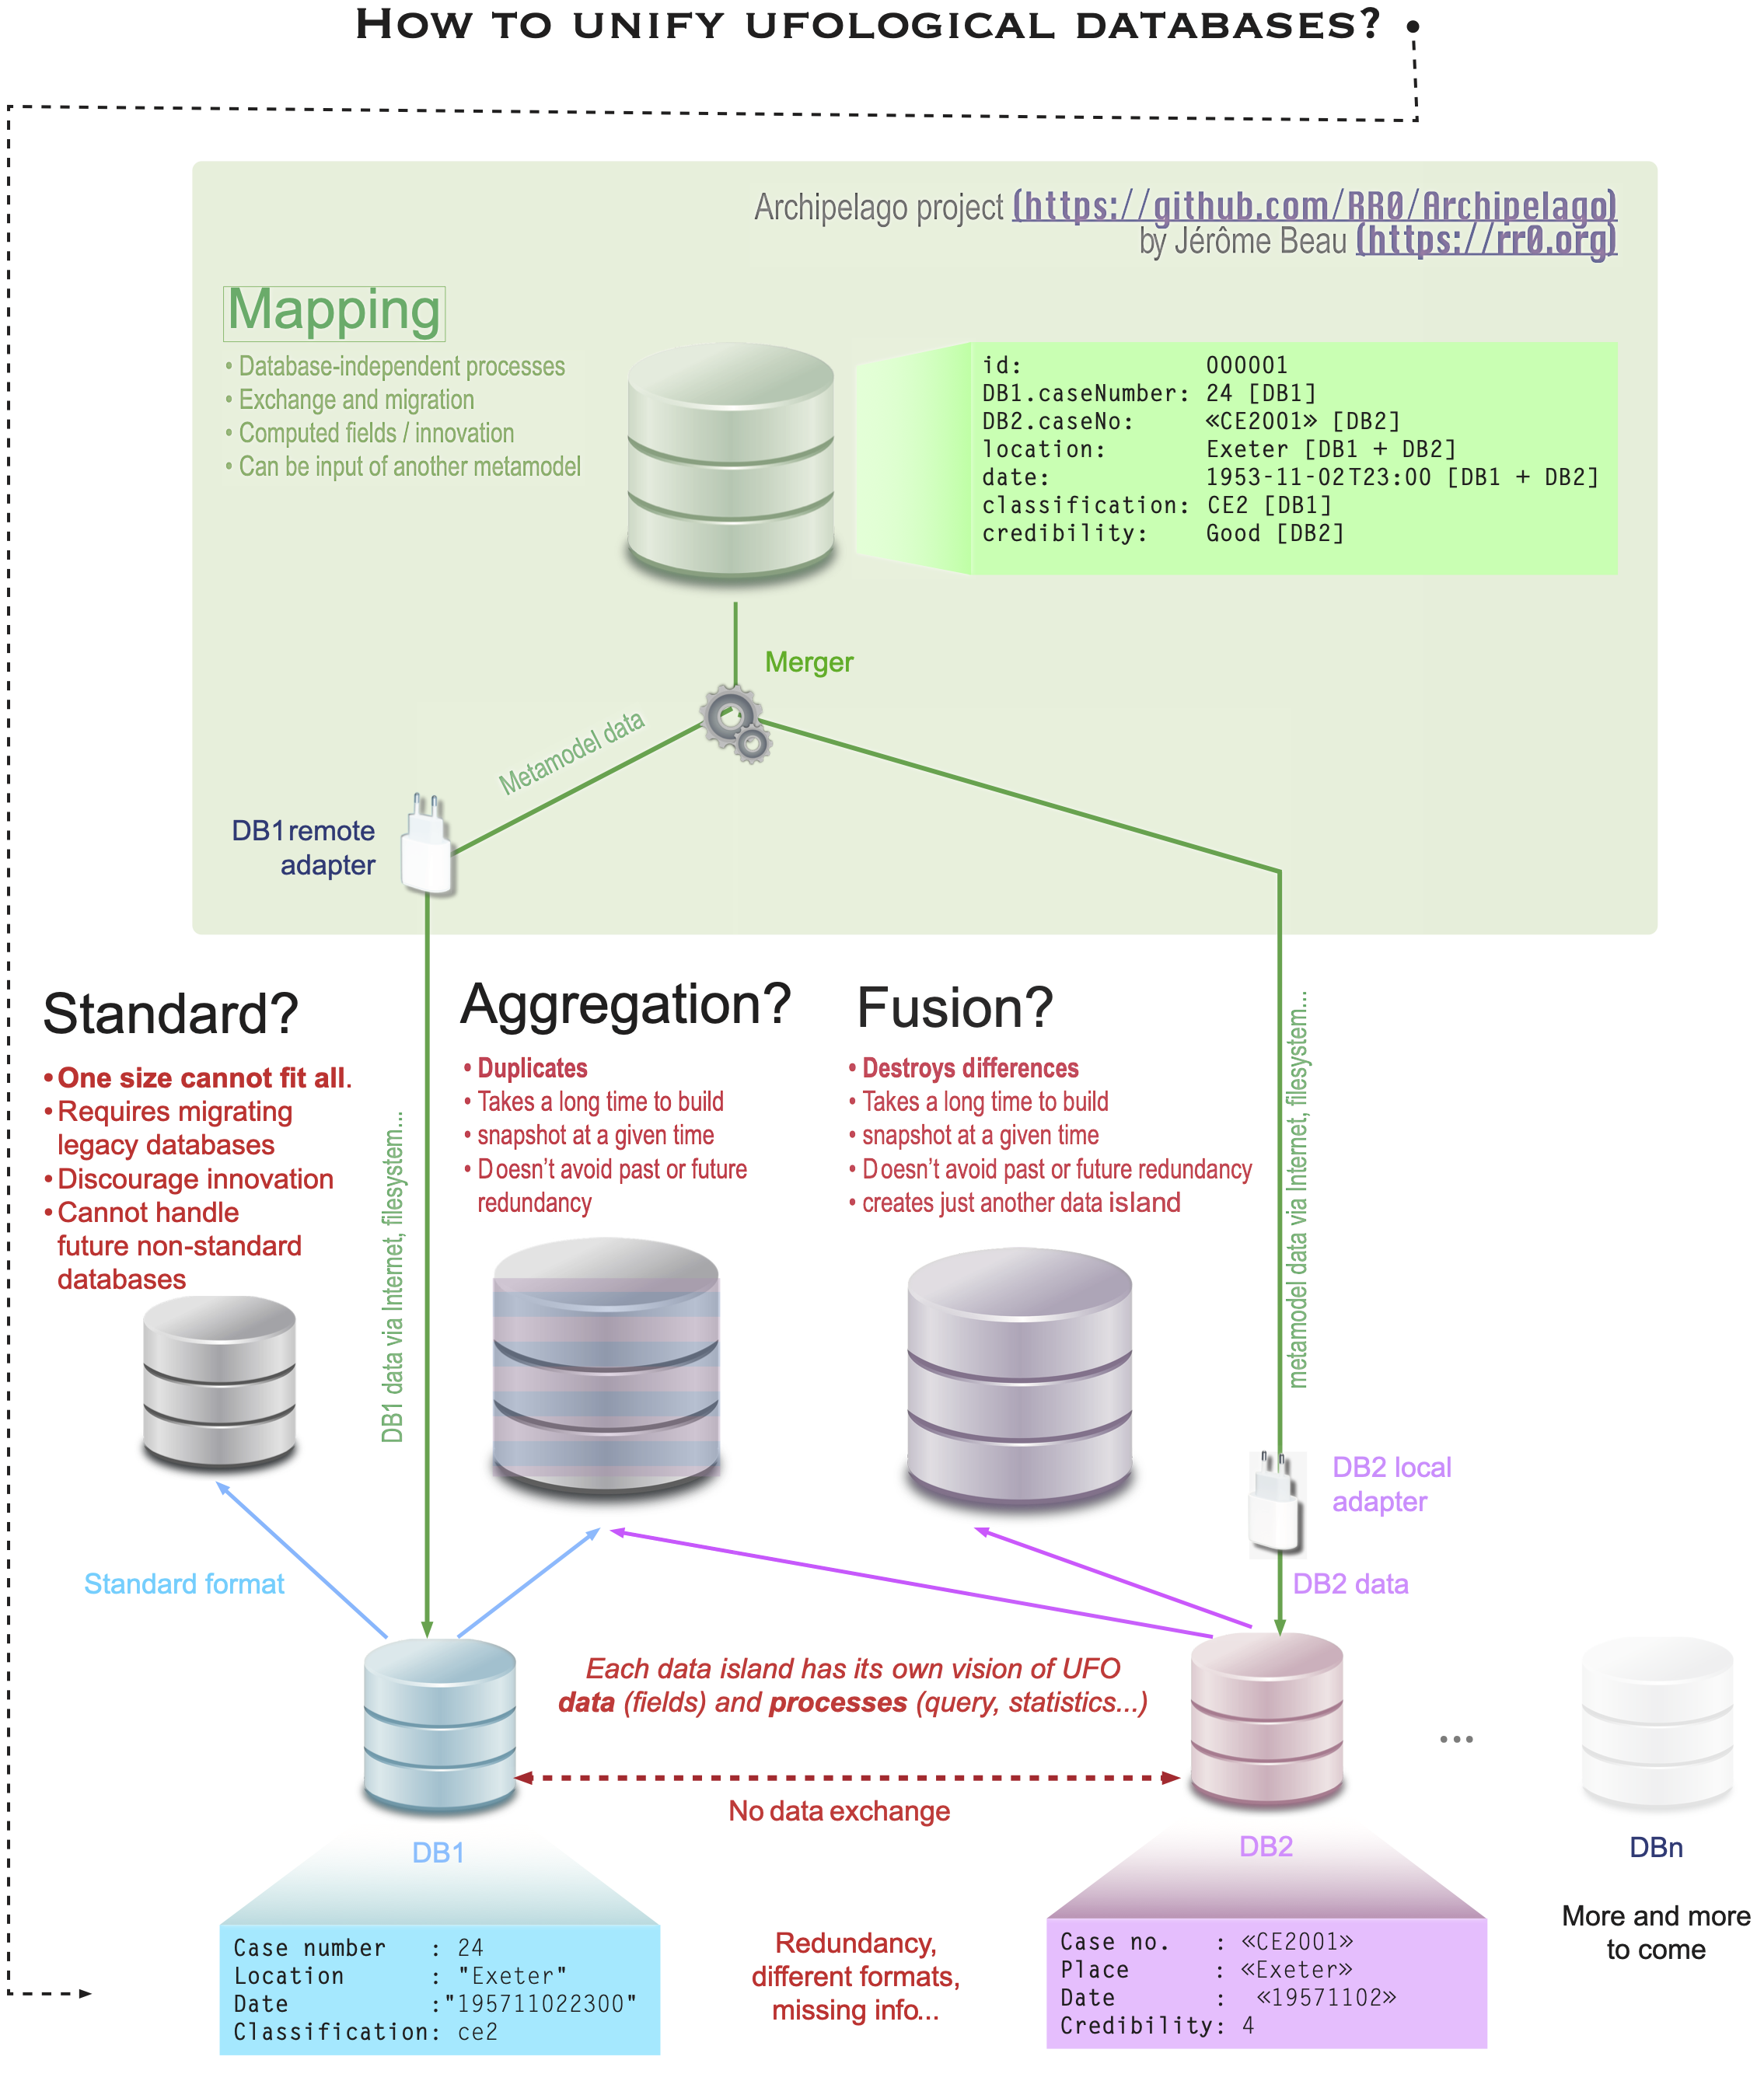 How to unify ufological databases?
Archipelago project (https://github.com/RR0/Archipelago)
by Jérôme Beau (https://rr0.org)
Mapping
• Database-independent processes
• Exchange and migration
• Computed fields / innovation
• Can be input of another metamodel
id: 000001
DB1.caseNumber: 24 [DB1]
DB2.caseNo: «CE2001» [DB2]
location: Exeter [DB1 + DB2]
date: 1953-11-02T23:00 [DB1 + DB2]
classification: CE2 [DB1]
credibility: Good [DB2]
Merger
Metamodel data
DB1 remote
adapter
Standard?
• One size cannot fit all.
• Requires migrating
legacy databases
• Discourage innovation
• Cannot handle
future non-standard
databases
DB1 data via Internet, filesystem...
Aggregation?
• Duplicates
• Takes a long time to build
• snapshot at a given time
• Doesn't avoid past or future
redundancy
Fusion?
• Destroys differences
• Takes a long time to build
• snapshot at a given time
• Doesn't avoid past or future redundancy
• creates just another data island
metamodel data via Internet, filesystem...
DB2 local
adapter
Standard format
DB2 data
Each data island has its own vision of UFO
data (fields) and processes (query, statistics...)
...
No data exchange
DB1
DB2
DBn
More and more
to come
Case number : 24
Location : "Exeter"
Date :"195711022300"
Classification: ce2
Redundancy,
different formats,
missing info...
Case no. : «CE2001»
Place : «Exeter»
Date : «19571102»
Credibility: 4